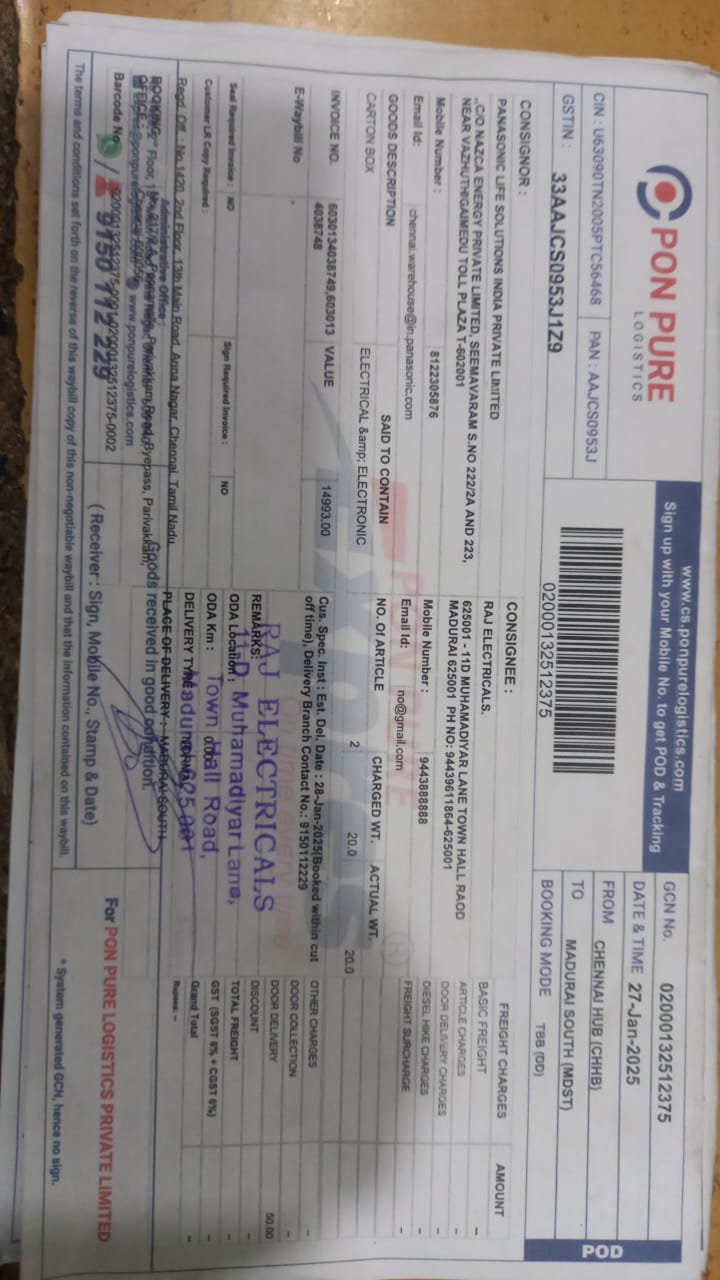 PON PURE
LOGISTICS
CIN : U63090TN2005PTC56468 PAN : AAJCS0953J
GSTIN : 33AAJCS0953J1Z9
www.cs.ponpurelogistics.com
Sign up with your Mobile No. to get POD & Tracking
02000132512375
GCN No. 02000132512375
DATE & TIME 27-Jan-2025
FROM CHENNAI HUB (CHHB)
TO MADURAI SOUTH (MDST)
BOOKING MODE TBB (DD)
POD
CONSIGNOR :
PANASONIC LIFE SOLUTIONS INDIA PRIVATE LIMITED
C/O NAZCA ENERGY PRIVATE LIMITED, SEEMAVARAM S.NO 222/2A AND 223,
NEAR VAZHUTHIGAIMEDU TOLL PLAZA T-602001
Mobile Number : 8122305876
Email Id: chennai.warehouse@in.panasonic.com
CONSIGNEE :
RAJ ELECTRICALS.
625001 - 11D MUHAMADIYAR LANE TOWN HALL RAOD
MADURAI 625001 PH NO: 94439611864-625001
Mobile Number : 9443888888
Email Id: no@gmail.com
GOODS DESCRIPTION SAID TO CONTAIN NO. Of ARTICLE CHARGED WT. ACTUAL WT.
CARTON BOX ELECTRICAL &amp; ELECTRONIC 2 20.0 20.0
INVOICE NO. 6030134038749,603013
4038748
VALUE 14993.00
E-Waybill No
Cus. Spec. Inst : Est. Del. Date : 28-Jan-2025(Booked within cut
off time), Delivery Branch Contact No.: 9150112229
REMARKS:
Seal Required Invoice : NO
Sign Required Invoice : NO
ODA Location :
Customer LR Copy Required :
ODA Km : 0.00
DELIVERY TYPE
PLACE OF DELIVERY : MADURAI SOUTH
RAJ ELECTRICALS
11-D Muhamadiyar Lane,
Town Hall Road,
Madurai-625 001
FREIGHT CHARGES AMOUNT
BASIC FREIGHT -
ARTICLE CHARGES -
DOOR DELIVERY CHARGES -
DIESEL HIKE CHARGES -
FREIGHT SURCHARGE -
OTHER CHARGES -
DOOR COLLECTION -
DOOR DELIVERY 50.00
DISCOUNT -
TOTAL FREIGHT -
GST (SGST 6% + CGST 6%) -
Grand Total -
Rupees: --
Regd. Off. : No.1420, 2nd Floor, 13th Main Road, Anna Nagar, Chennai, Tamil Nadu
Administrative Office :
BOOKING
OFFICE :
www.ponpurelogistics.com
Barcode No 02000132512375-0001,02000132512375-0002
9150 112 229
Goods received in good condition.
( Receiver : Sign, Mobile No., Stamp & Date)
For PON PURE LOGISTICS PRIVATE LIMITED
The terms and conditions set forth on the reverse of this waybill copy of this non-negotiable waybill and that the information contained on this waybill.
* System generated GCN, hence no sign.